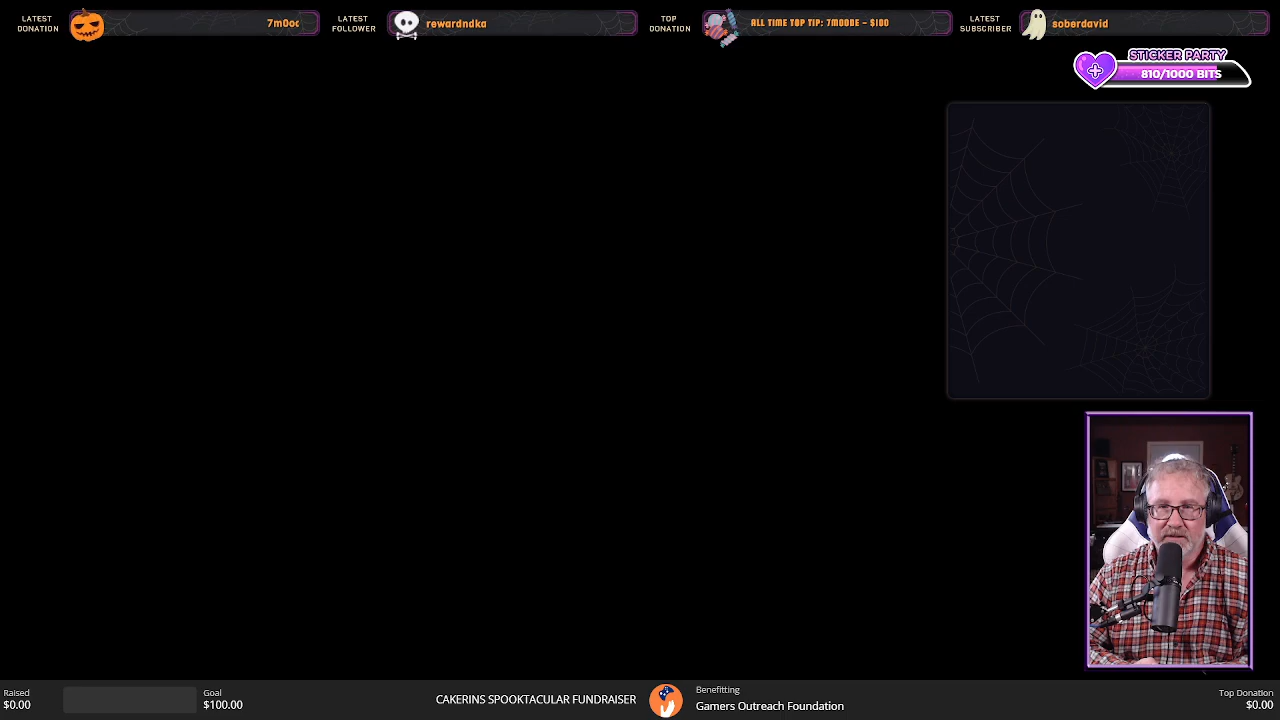 LATEST
DONATION
7m0oc
LATEST
FOLLOWER
rewardndka
TOP
DONATION
ALL TIME TOP TIP: 7M00BE - $100
LATEST
SUBSCRIBER
soberdavid
STICKER PARTY
810/1000 BITS
Raised
$0.00
Goal
$100.00
CAKERINS SPOOKTACULAR FUNDRAISER
Benefitting
Gamers Outreach Foundation
Top Donation
$0.00